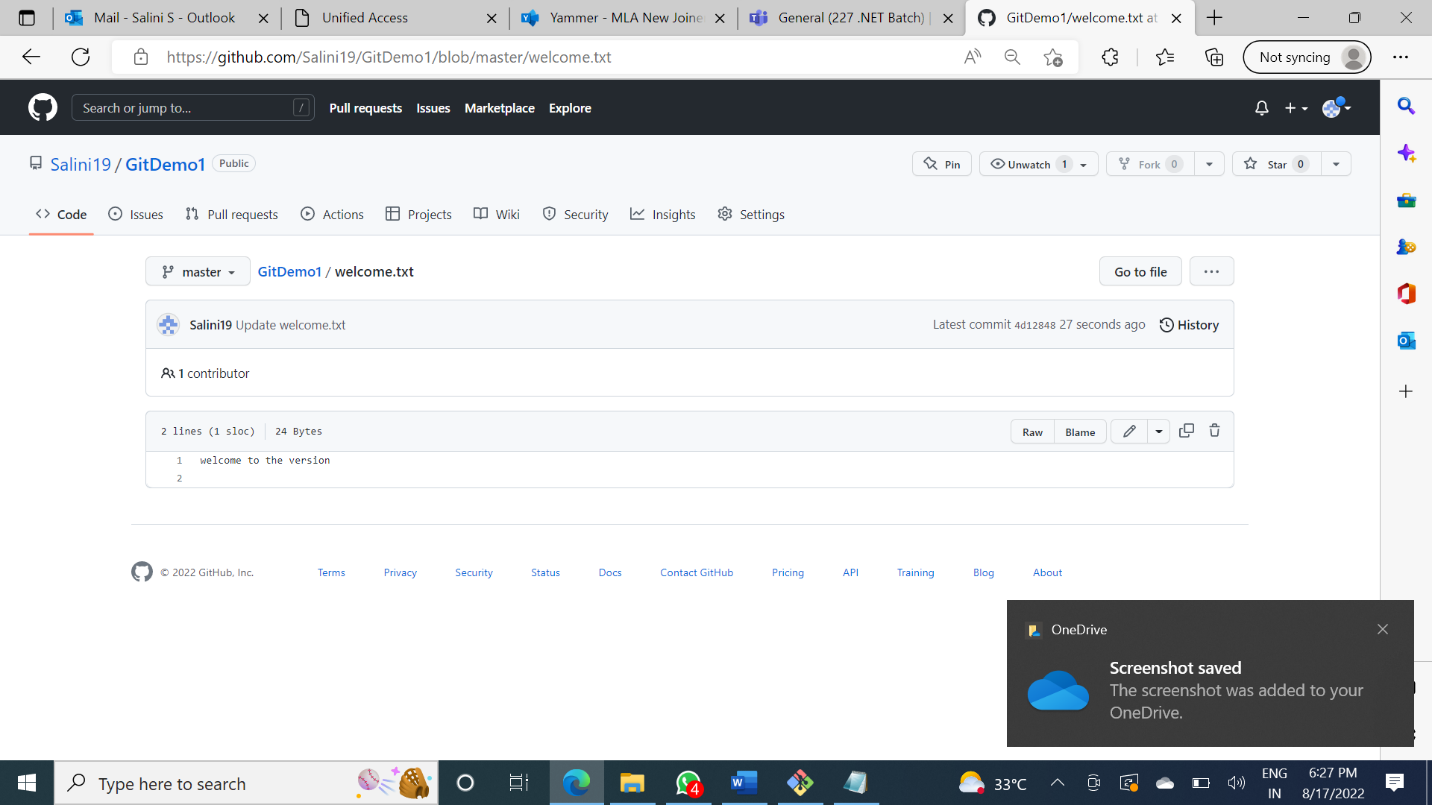 Mail - Salini S - Outlook
Unified Access
Yammer - MLA New Joine
General (227 .NET Batch) |
GitDemo1/welcome.txt at
https://github.com/Salini19/GitDemo1/blob/master/welcome.txt
Not syncing
Search or jump to...
/
Pull requests
Issues
Marketplace
Explore
Salini19 / GitDemo1
Public
Pin
Unwatch 1
Fork 0
Star 0
Code
Issues
Pull requests
Actions
Projects
Wiki
Security
Insights
Settings
master
GitDemo1 / welcome.txt
Go to file
Salini19 Update welcome.txt
Latest commit 4d12848 27 seconds ago
History
1 contributor
2 lines (1 sloc)
24 Bytes
Raw
Blame
1 welcome to the version
2
© 2022 GitHub, Inc.
Terms
Privacy
Security
Status
Docs
Contact GitHub
Pricing
API
Training
Blog
About
OneDrive
Screenshot saved
The screenshot was added to your
OneDrive.
Type here to search
4
33°C
ENG
IN
6:27 PM
8/17/2022